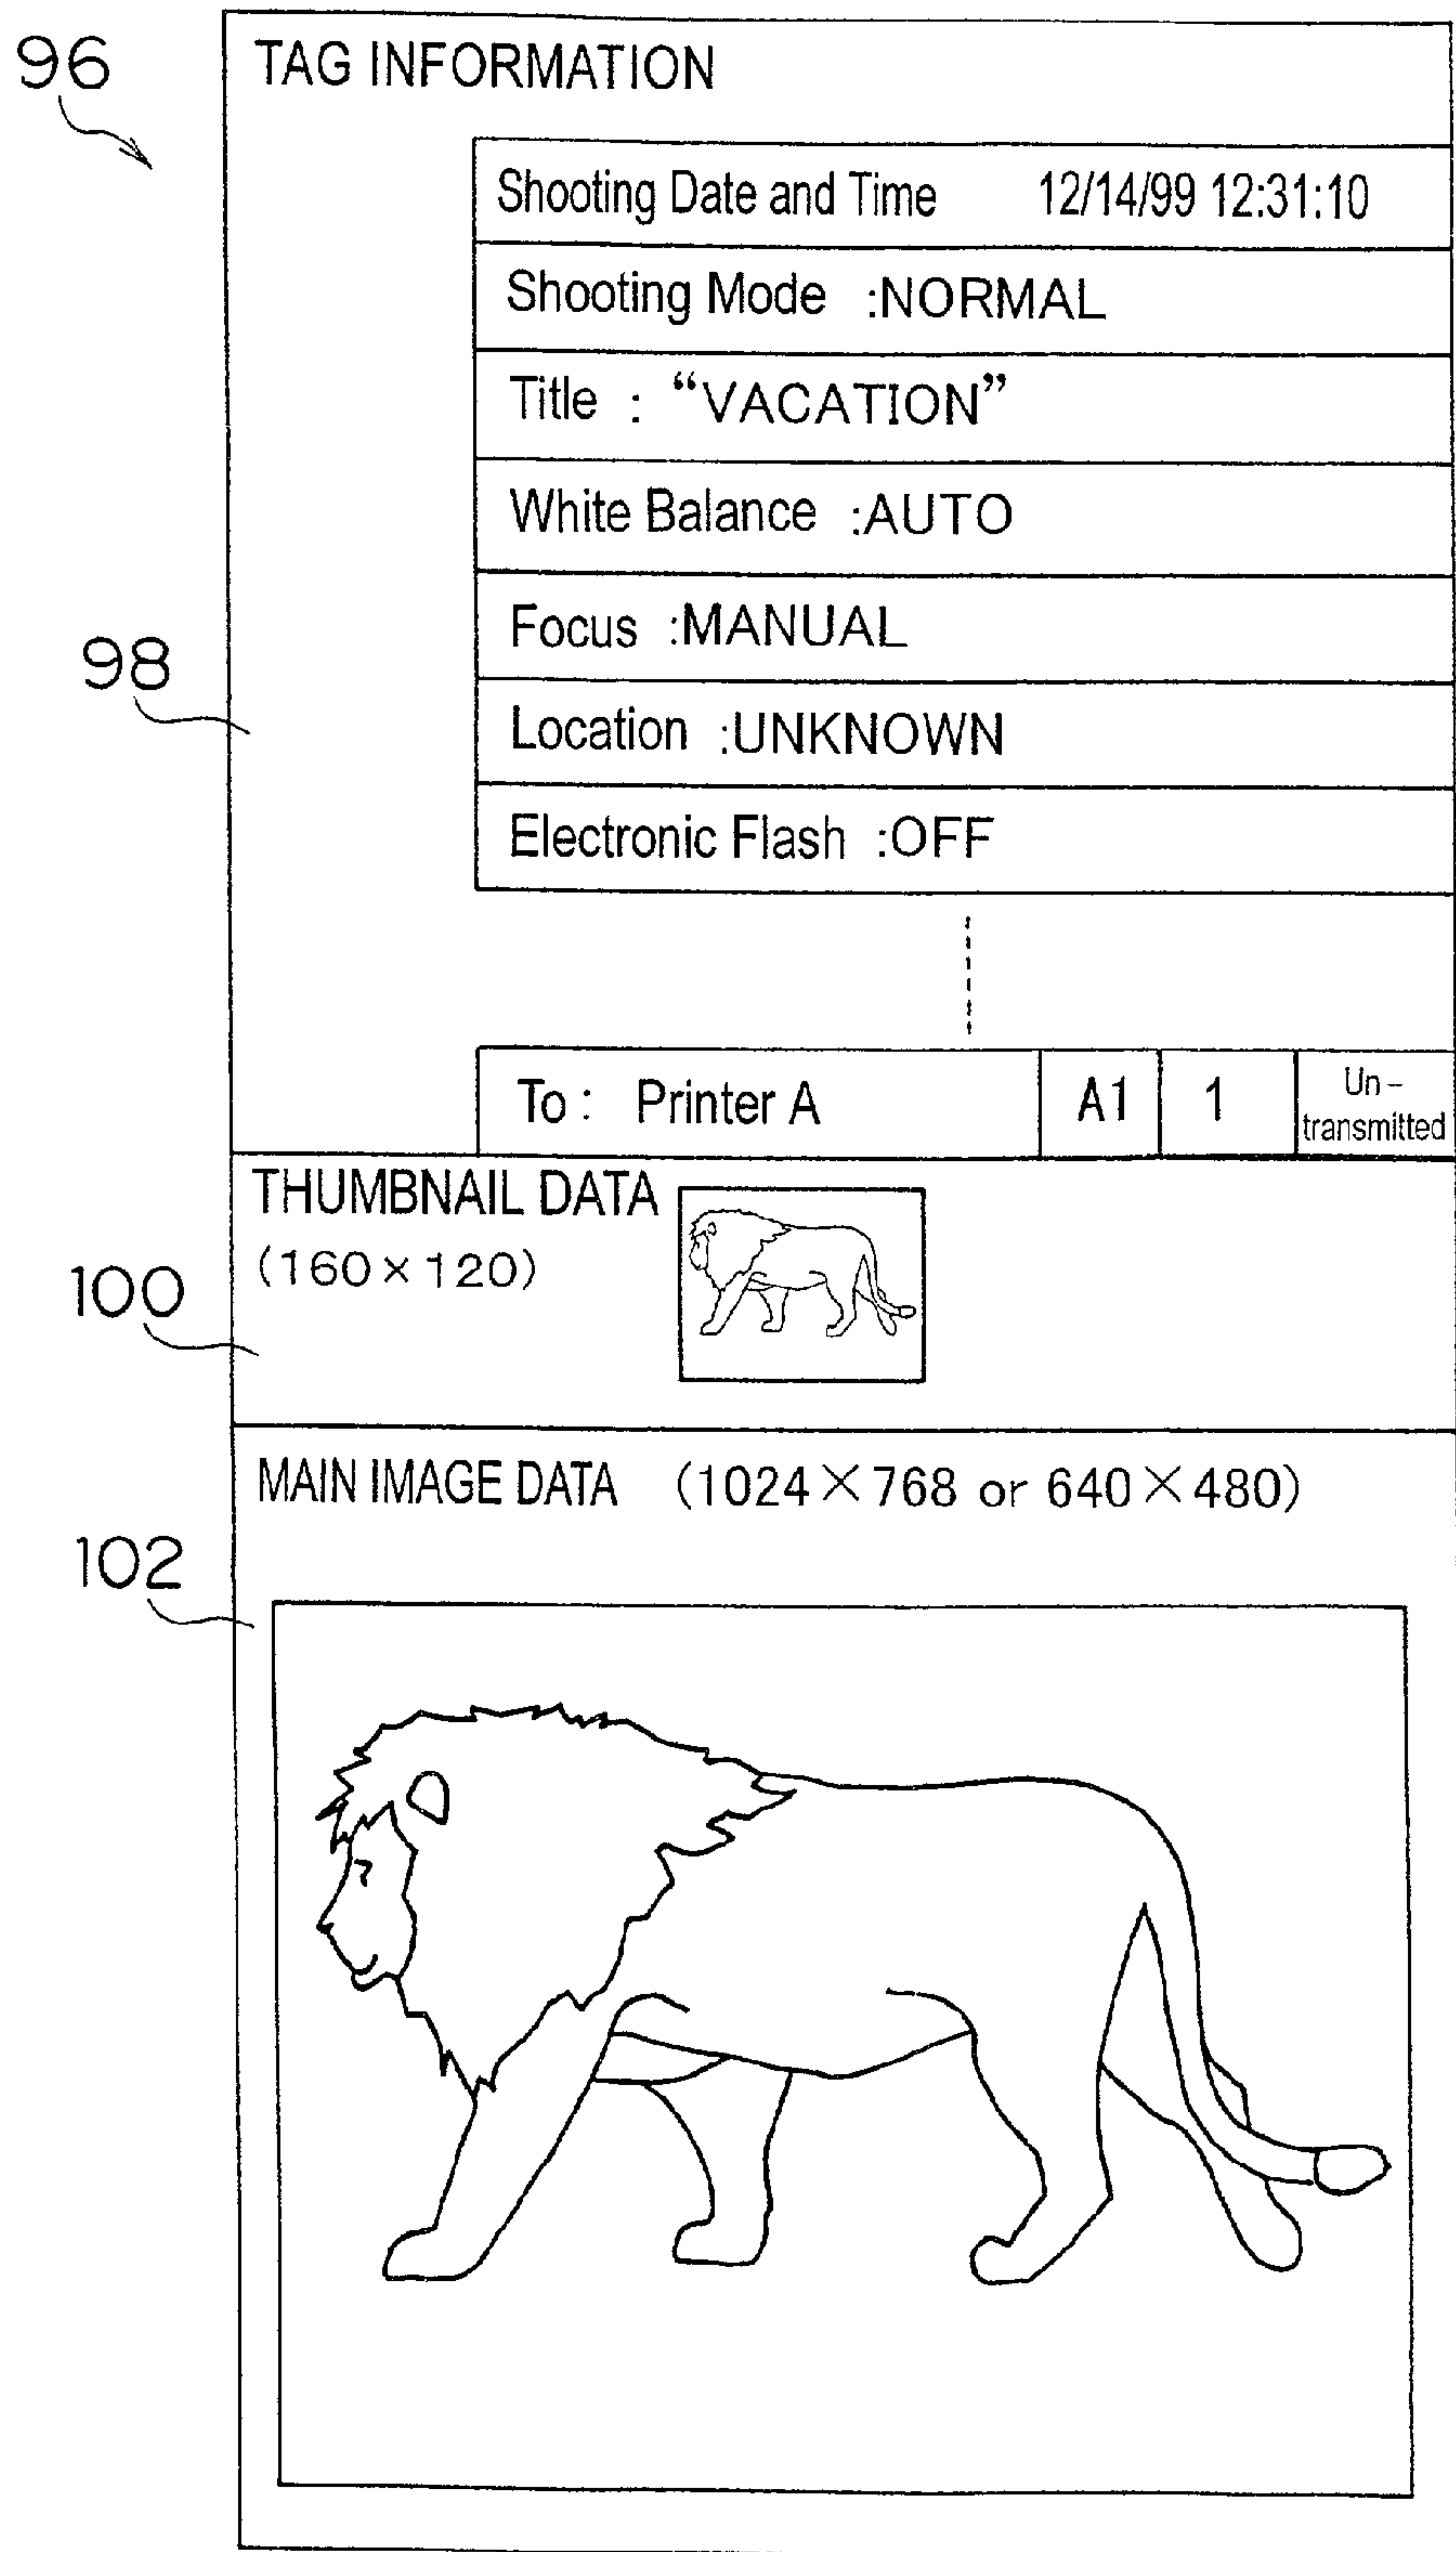 96
TAG INFORMATION
Shooting Date and Time 12/14/99 12:31:10
Shooting Mode :NORMAL
Title : “VACATION”
White Balance :AUTO
Focus :MANUAL
98
Location :UNKNOWN
Electronic Flash :OFF
To : Printer A A1 1 Un-
transmitted
THUMBNAIL DATA
(160×120)
100
MAIN IMAGE DATA (1024×768 or 640×480)
102